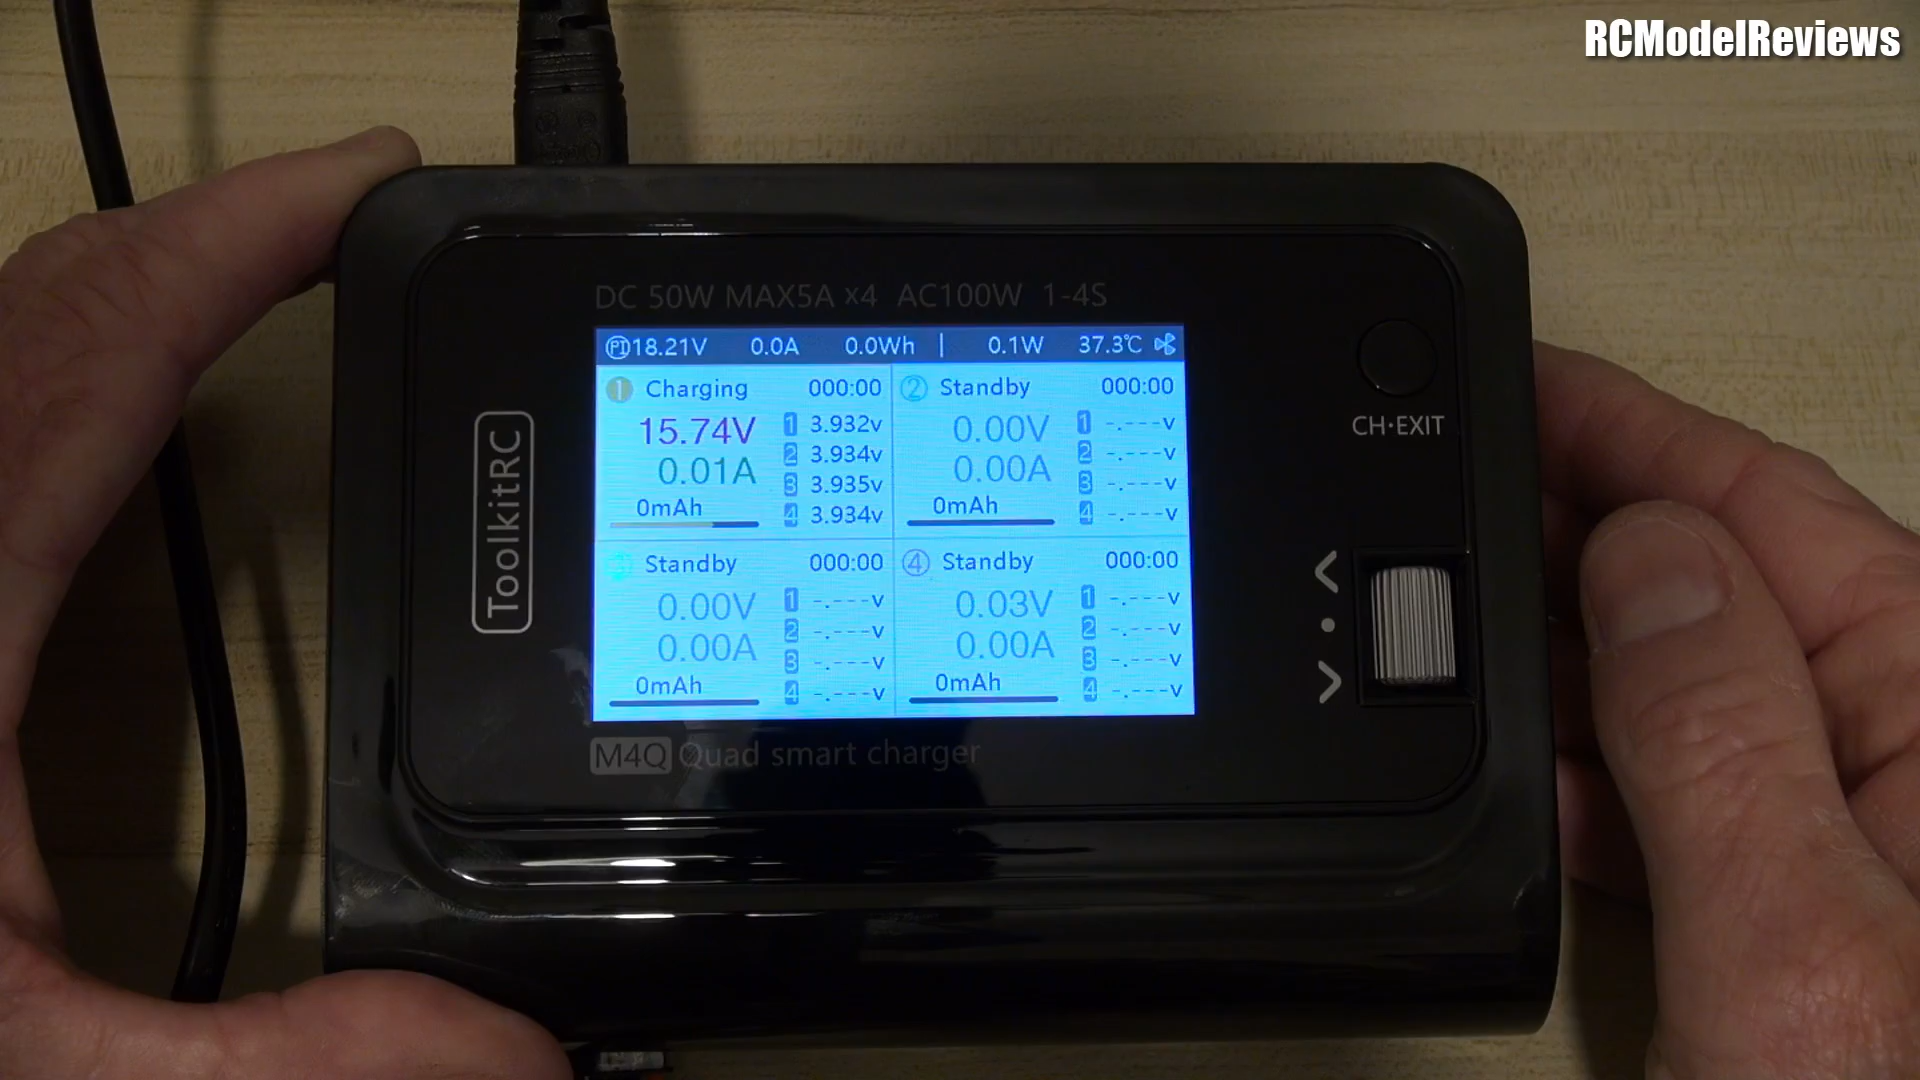 RCModelReviews
DC 50W MAX5A x4 AC100W 1-4S
18.21V 0.0A 0.0Wh | 0.1W 37.3℃
1 Charging 000:00
15.74V
0.01A
0mAh
1 3.932v
2 3.934v
3 3.935v
4 3.934v
2 Standby 000:00
0.00V
0.00A
0mAh
1 -.---v
2 -.---v
3 -.---v
4 -.---v
3 Standby 000:00
0.00V
0.00A
0mAh
1 -.---v
2 -.---v
3 -.---v
4 -.---v
4 Standby 000:00
0.03V
0.00A
0mAh
1 -.---v
2 -.---v
3 -.---v
4 -.---v
ToolkitRC
CH·EXIT
M4Q Quad smart charger